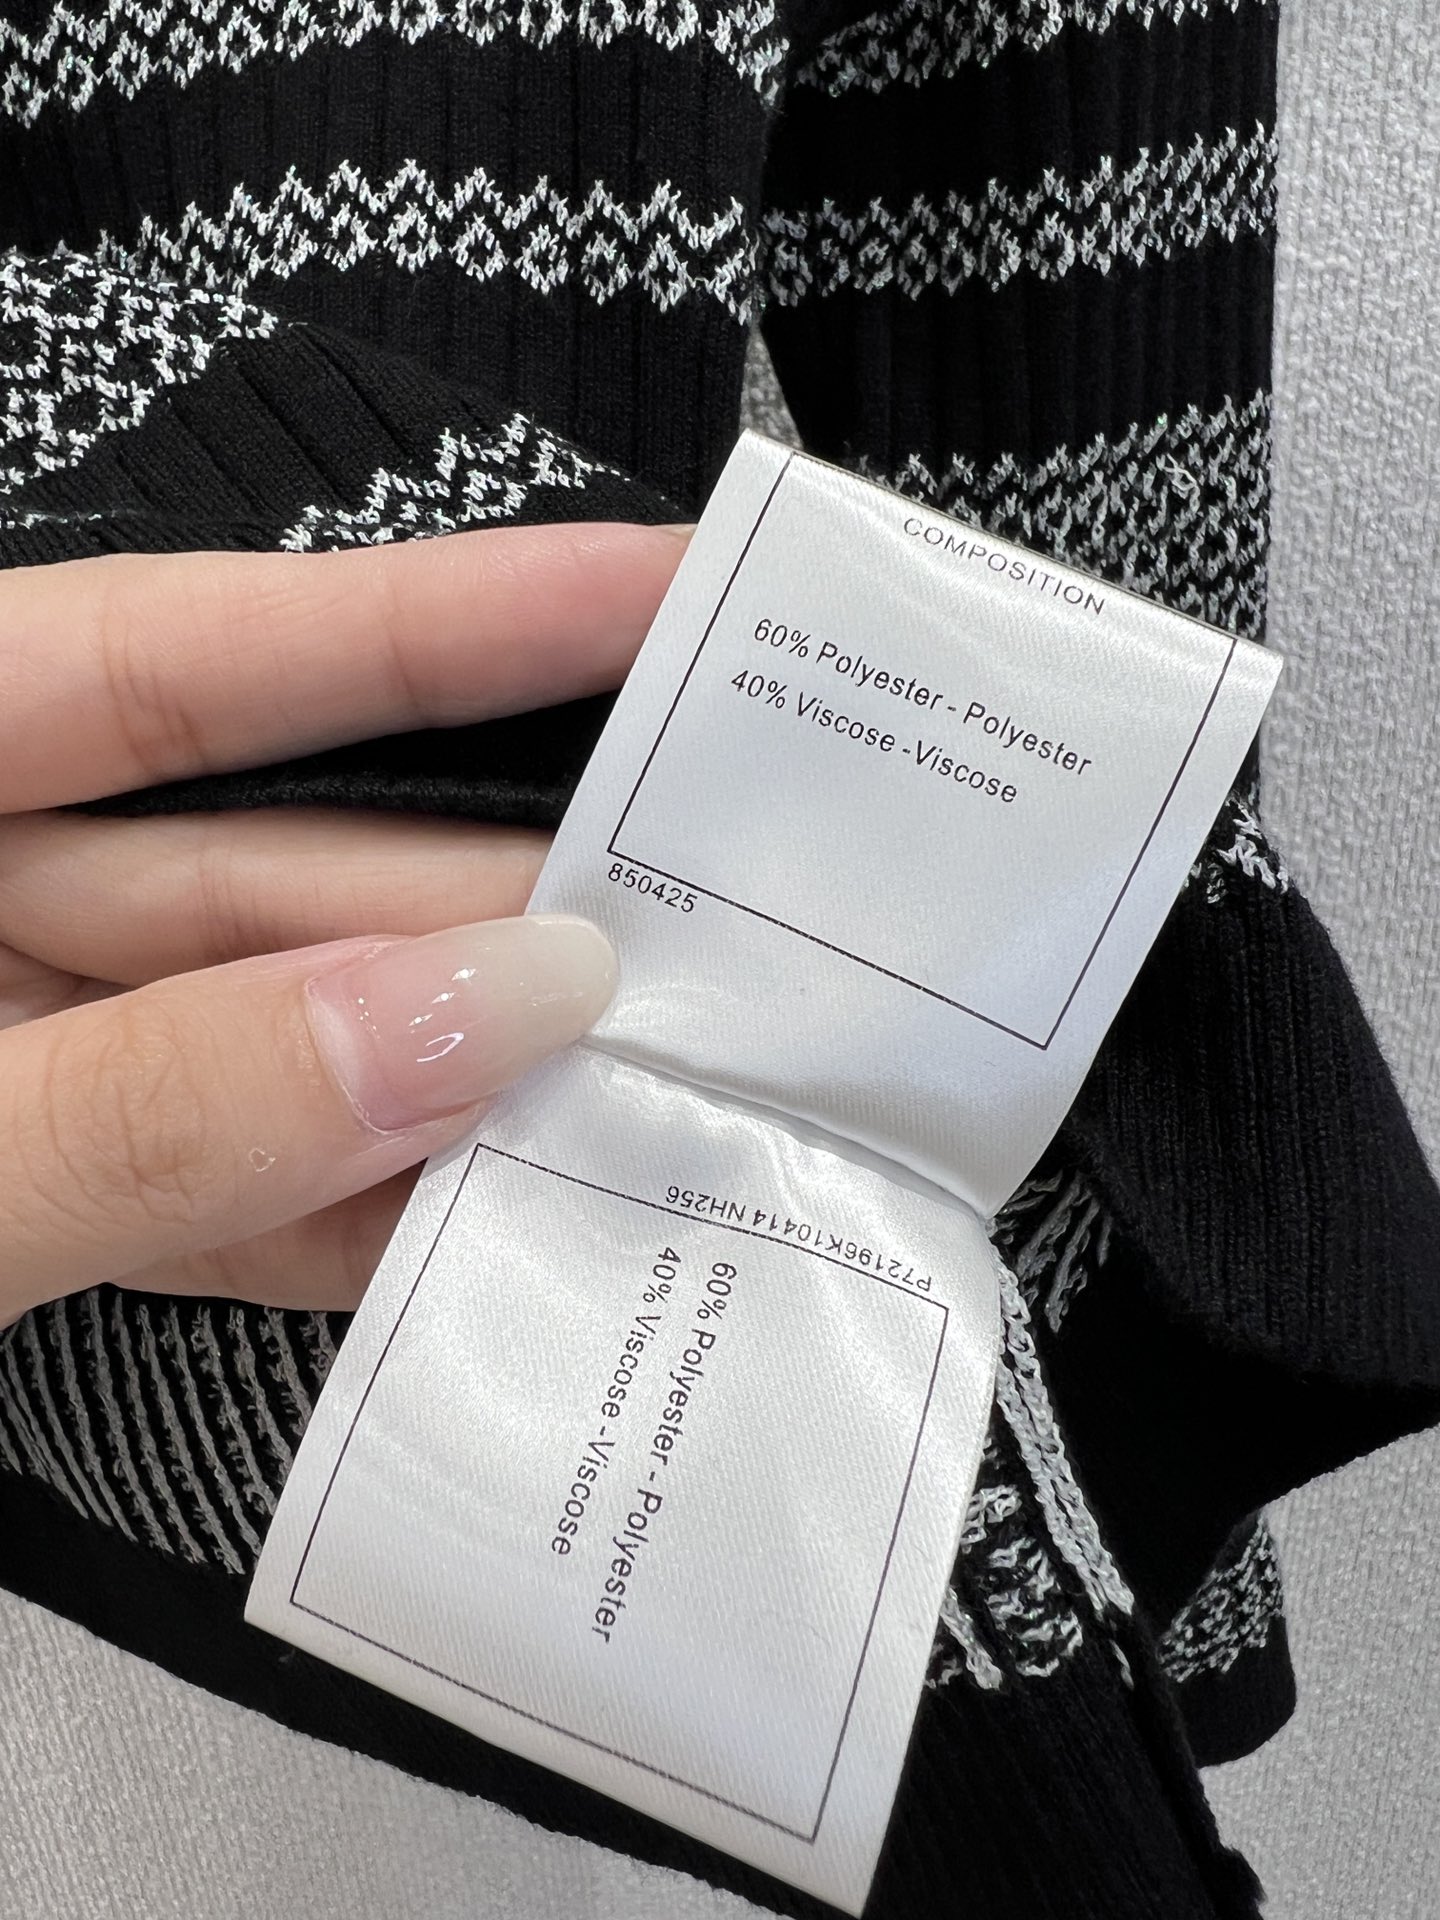 COMPOSITION
60% Polyester - Polyester
40% Viscose -Viscose
850425
P72196K10414 NH256
60% Polyester - Polyester
40% Viscose -Viscose